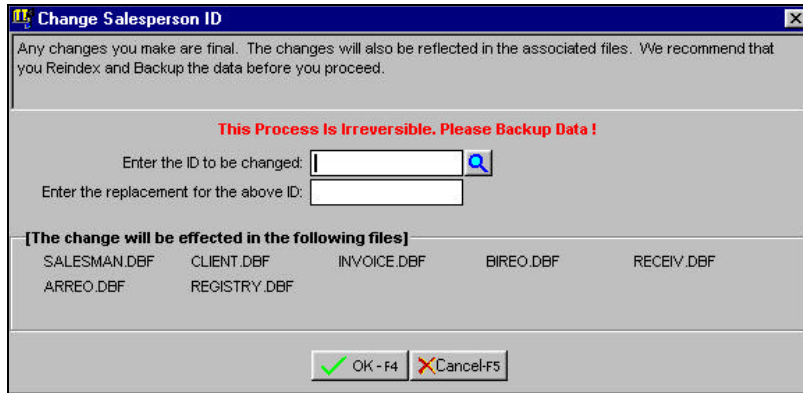 Change Salesperson ID
Any changes you make are final. The changes will also be reflected in the associated files. We recommend that
you Reindex and Backup the data before you proceed.
This Process Is Irreversible. Please Backup Data !
Enter the ID to be changed:
Enter the replacement for the above ID:
[The change will be effected in the following files]
SALESMAN.DBF CLIENT.DBF INVOICE.DBF BIREO.DBF RECEIV.DBF
ARREO.DBF REGISTRY.DBF
OK - F4 Cancel-F5